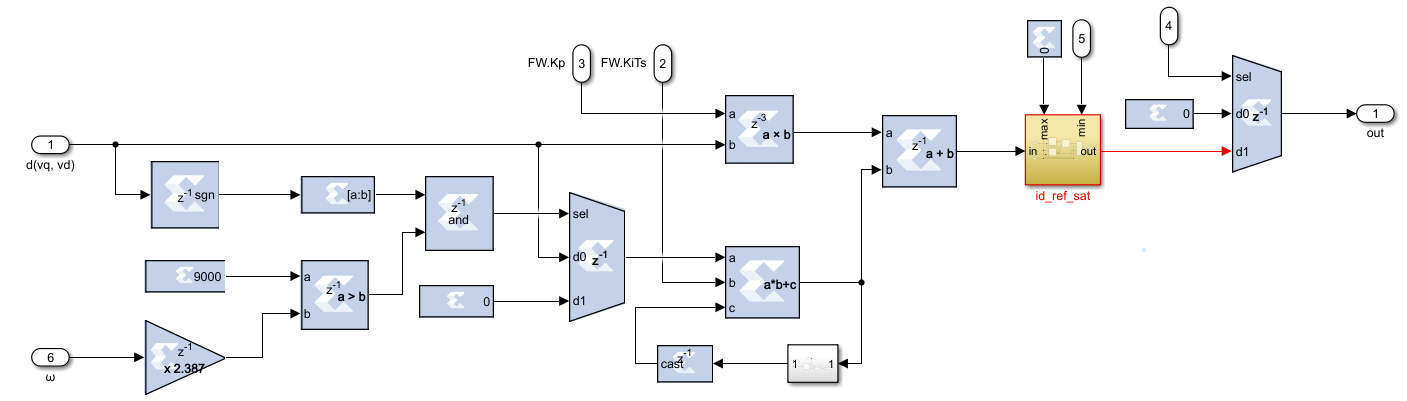 4
5
0
FW.Kp
3
FW.KiTs
2
sel
d0 z-1
d1
0
1
out
a
b
z-3
a × b
a
b
z-1
a + b
max
min
in
out
id_ref_sat
1
d(vq, vd)
z-1 sgn
[a:b]
z-1
and
sel
d0 z-1
d1
a
b
c
a*b+c
9000
a
b
z-1
a > b
0
6
ω
z-1
x 2.387
cast
z-1
1
1